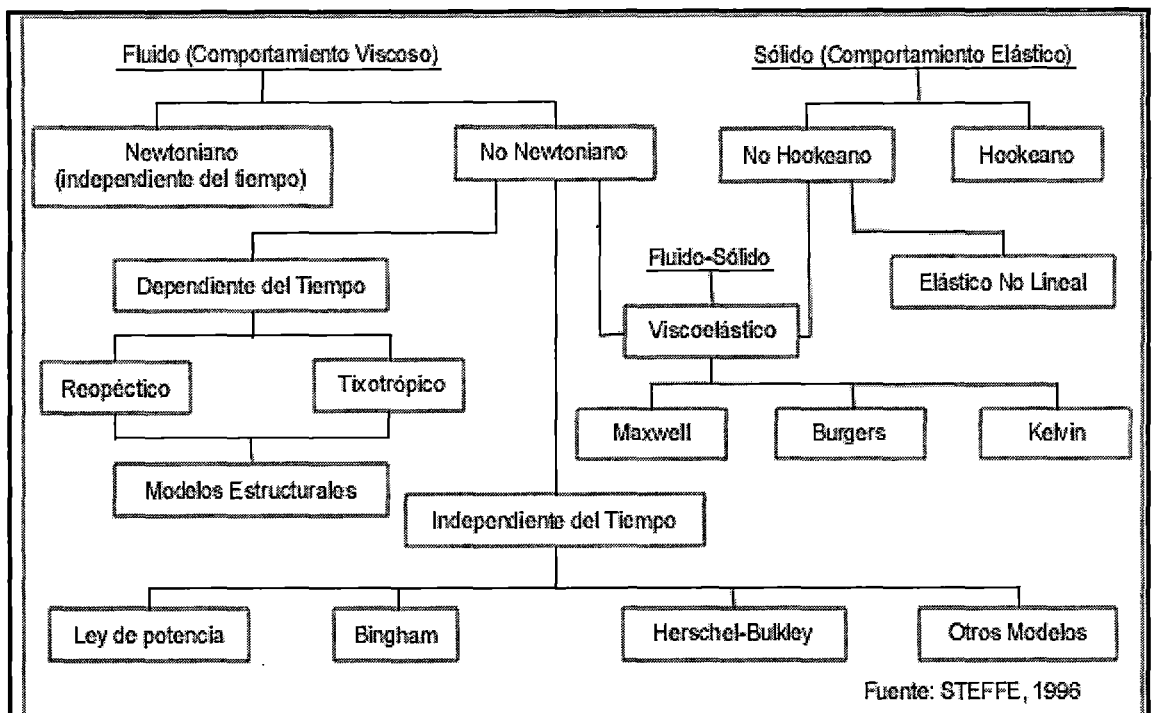 Fluido (Comportamiento Viscoso)
Sólido (Comportamiento Elástico)
Newtoniano
(independiente del tiempo)
No Newtoniano
No Hookeano
Hookeano
Fluido-Sólido
Dependiente del Tiempo
Elástico No Lineal
Viscoelástico
Reopéctico
Tixotrópico
Maxwell
Burgers
Kelvin
Modelos Estructurales
Independiente del Tiempo
Ley de potencia
Bingham
Herschel-Bulkley
Otros Modelos
Fuente: STEFFE, 1996